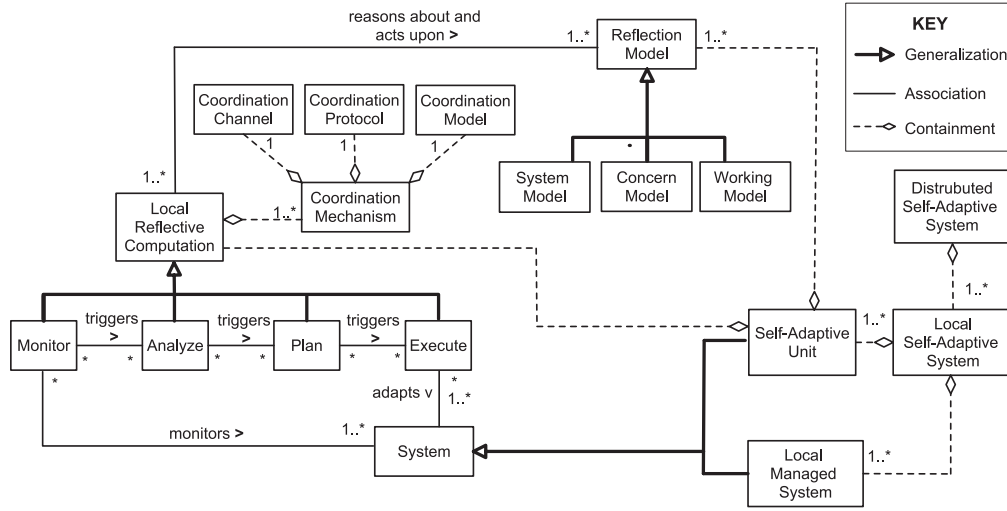 reasons about and
acts upon >
1..*
Reflection
Model
1..*
KEY
Generalization
Association
Containment
Coordination
Channel
Coordination
Protocol
Coordination
Model
1
1
1
System
Model
Concern
Model
Working
Model
1..*
Local
Reflective
Computation
1..*
Coordination
Mechanism
Distrubuted
Self-Adaptive
System
1..*
Monitor
triggers
>
*
*
Analyze
triggers
>
*
*
Plan
triggers
>
*
*
Execute
Self-Adaptive
Unit
1..*
Local
Self-Adaptive
System
*
*
adapts v
1..*
monitors >
1..*
System
Local
Managed
System
1..*